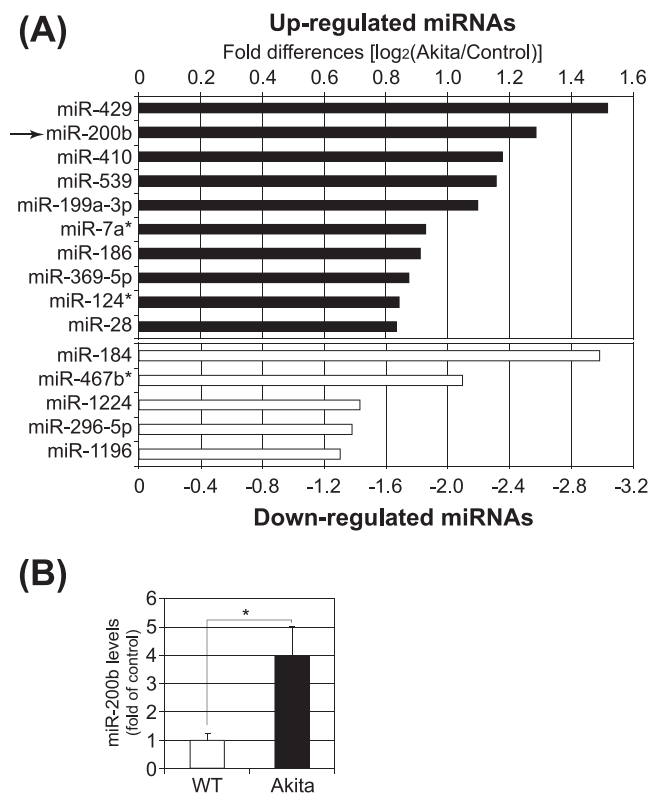 (A)
Up-regulated miRNAs
Fold differences [log2(Akita/Control)]
0 0.2 0.4 0.6 0.8 1.0 1.2 1.4 1.6
miR-429
miR-200b
miR-410
miR-539
miR-199a-3p
miR-7a*
miR-186
miR-369-5p
miR-124*
miR-28
miR-184
miR-467b*
miR-1224
miR-296-5p
miR-1196
0 -0.4 -0.8 -1.2 -1.6 -2.0 -2.4 -2.8 -3.2
Down-regulated miRNAs
(B)
miR-200b levels
(fold of control)
6
5
4
3
2
1
0
*
WT Akita